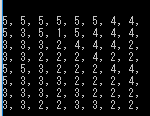 5, 5, 5, 5, 5, 5, 4, 4,
5, 3, 5, 1, 5, 4, 4, 4,
3, 3, 3, 2, 4, 4, 4, 2,
3, 3, 2, 2, 2, 4, 2, 2,
5, 5, 3, 2, 2, 2, 4, 4,
5, 3, 3, 2, 2, 2, 4, 2,
3, 3, 3, 2, 3, 2, 2, 2,
3, 3, 2, 2, 3, 3, 2, 2,